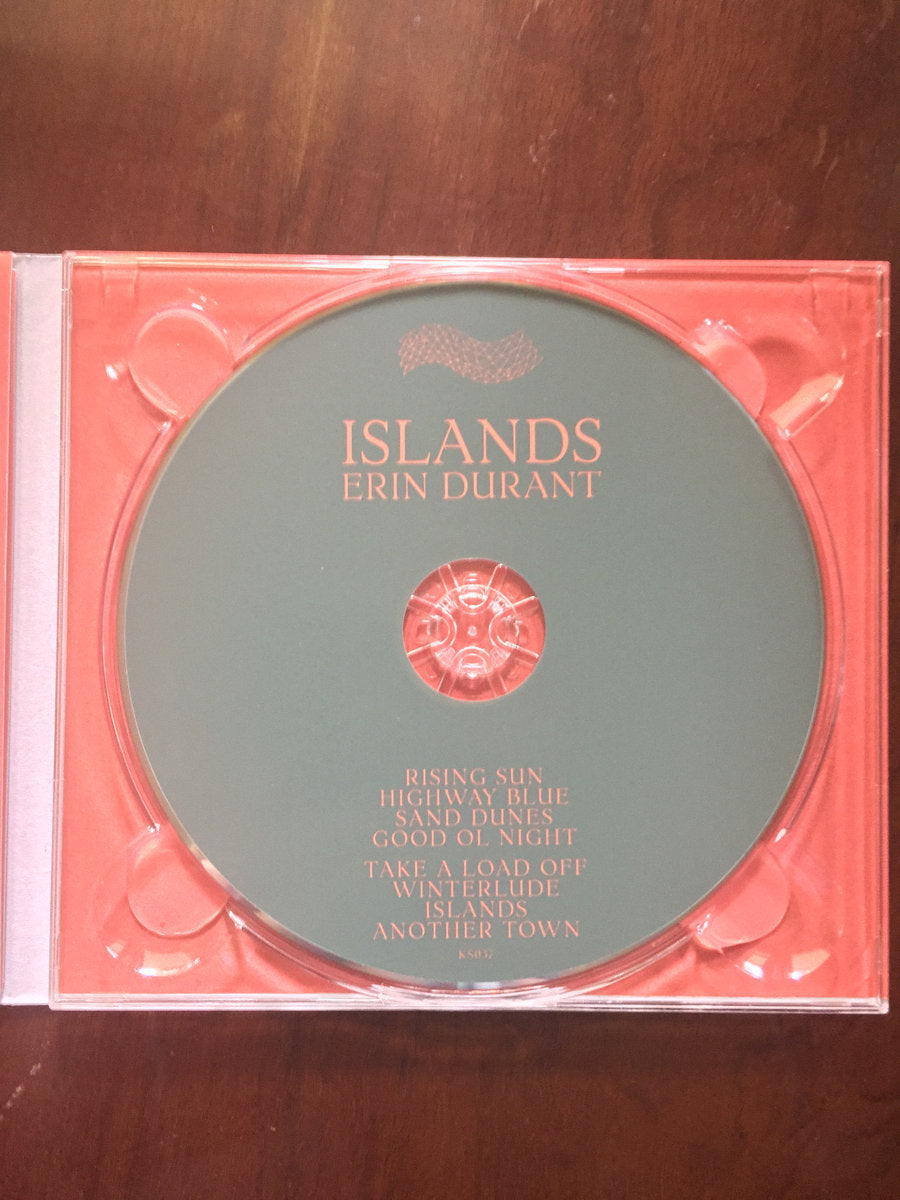 ISLANDS
ERIN DURANT
RISING SUN
HIGHWAY BLUE
SAND DUNES
GOOD OL NIGHT
TAKE A LOAD OFF
WINTERLUDE
ISLANDS
ANOTHER TOWN
KS037